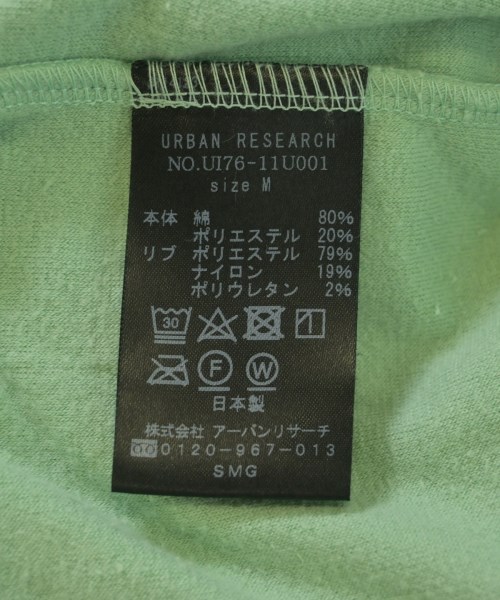 URBAN RESEARCH
NO.UI76-11U001
size M
本体 綿 80%
ポリエステル 20%
リブ ポリエステル 79%
ナイロン 19%
ポリウレタン 2%
30
F W
日本製
株式会社 アーバンリサーチ
0120-967-013
SMG